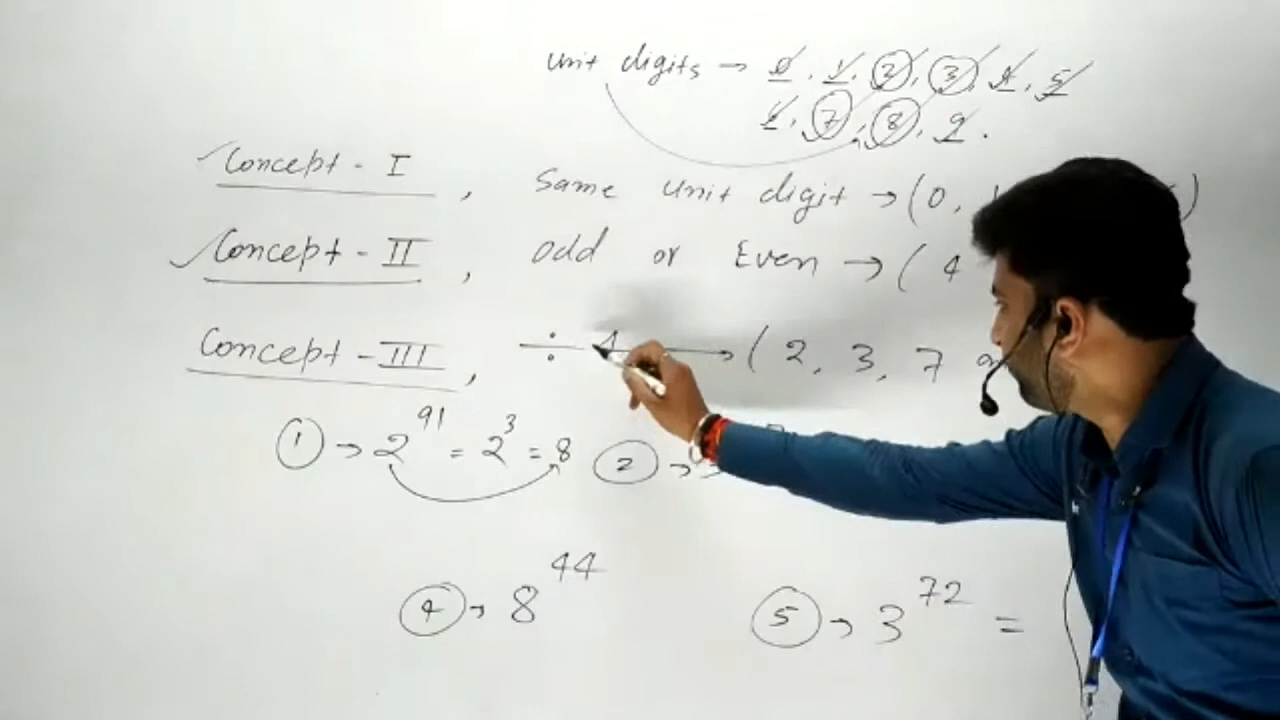 Unit digits → 0, 1, 2, 3, 4, 5
6, 7, 8, 9.
Concept - I, Same Unit digit → (0, )
Concept - II, Odd or Even → ( 4
Concept - III, ÷ 4 → ( 2, 3, 7
1 → 2^91 = 2^3 = 8 2 →
4 → 8^44 5 → 3^72 =